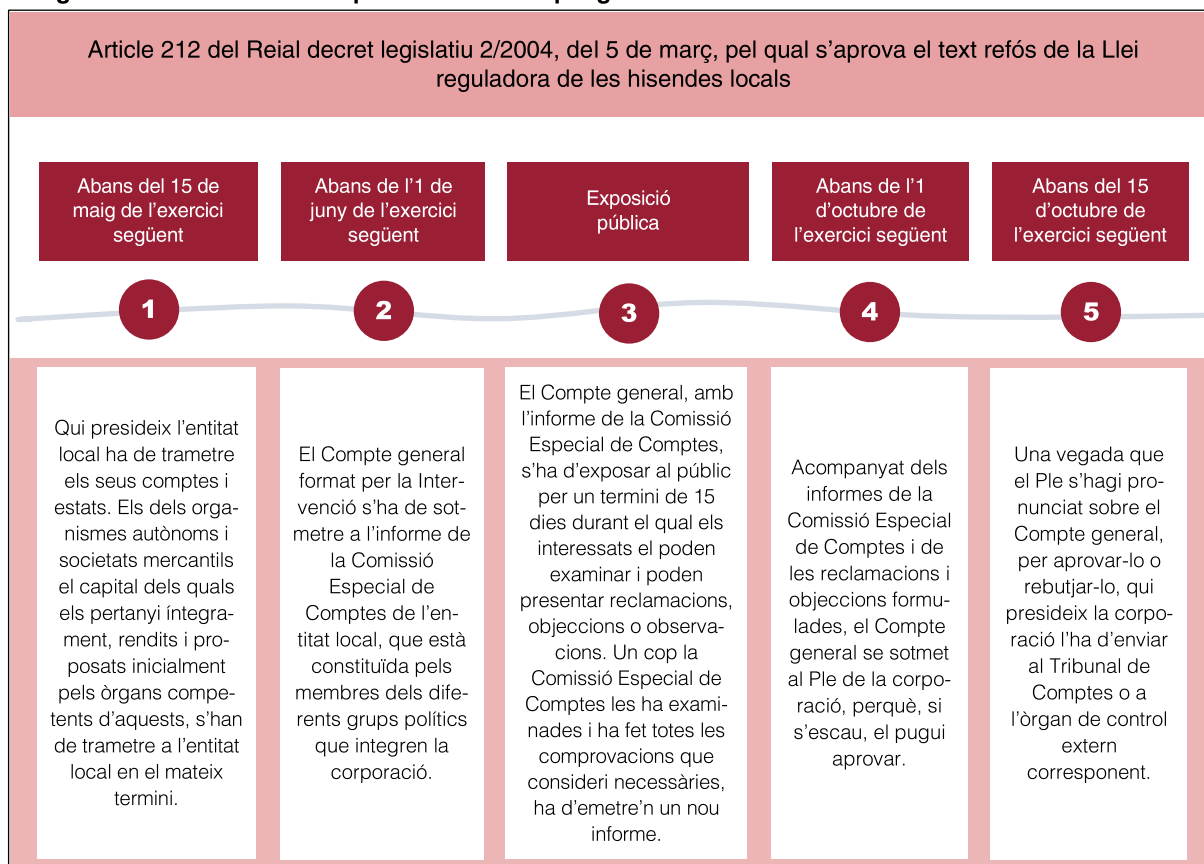 Article 212 del Reial decret legislatiu 2/2004, del 5 de març, pel qual s’aprova el text refós de la Llei
reguladora de les hisendes locals
Abans del 15 de
maig de l’exercici
següent
Abans de l’1 de
juny de l’exercici
següent
Exposició
pública
Abans de l’1
d’octubre de
l’exercici següent
Abans del 15
d’octubre de
l’exercici següent
1
2
3
4
5
Qui presideix l’entitat
local ha de trametre
els seus comptes i
estats. Els dels orga-
nismes autònoms i
societats mercantils
el capital dels quals
els pertanyi íntegra-
ment, rendits i pro-
posats inicialment
pels òrgans compe-
tents d’aquests, s’han
de trametre a l’entitat
local en el mateix
termini.
El Compte general
format per la Inter-
venció s’ha de sot-
metre a l’informe de
la Comissió
Especial de
Comptes de l’en-
titat local, que està
constituïda pels
membres dels dife-
rents grups polítics
que integren la
corporació.
El Compte general, amb
l’informe de la Comissió
Especial de Comptes,
s’ha d’exposar al públic
per un termini de 15
dies durant el qual els
interessats el poden
examinar i poden
presentar reclamacions,
objeccions o observa-
cions. Un cop la
Comissió Especial de
Comptes les ha exami-
nades i ha fet totes les
comprovacions que
consideri necessàries,
ha d’emetre’n un nou
informe.
Acompanyat dels
informes de la
Comissió Especial
de Comptes i de
les reclamacions i
objeccions formu-
lades, el Compte
general se sotmet
al Ple de la corpo-
ració, perquè, si
s’escau, el pugui
aprovar.
Una vegada que
el Ple s’hagi pro-
nunciat sobre el
Compte general,
per aprovar-lo o
rebutjar-lo, qui
presideix la corpo-
ració l’ha d’enviar
al Tribunal de
Comptes o a
l’òrgan de control
extern
corresponent.